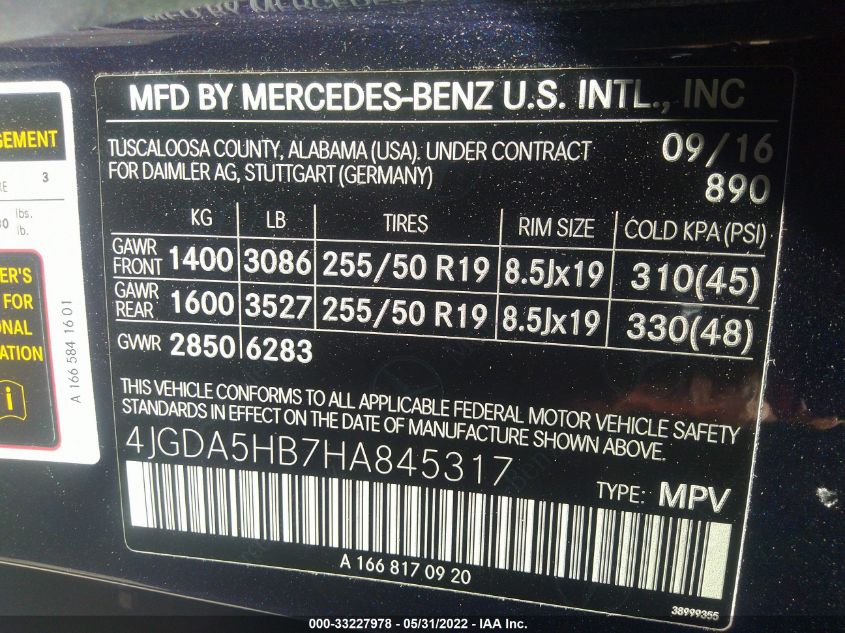 MFD BY MERCEDES-BENZ U.S. INTL., INC
TUSCALOOSA COUNTY, ALABAMA (USA). UNDER CONTRACT
FOR DAIMLER AG, STUTTGART (GERMANY)
09/16
890
KG LB TIRES RIM SIZE COLD KPA (PSI)
GAWR
FRONT 1400 3086 255/50 R19 8.5Jx19 310(45)
GAWR
REAR 1600 3527 255/50 R19 8.5Jx19 330(48)
GVWR 2850 6283
THIS VEHICLE CONFORMS TO ALL APPLICABLE FEDERAL MOTOR VEHICLE SAFETY
STANDARDS IN EFFECT ON THE DATE OF MANUFACTURE SHOWN ABOVE.
4JGDA5HB7HA845317
TYPE: MPV
A 166 817 09 20
38999355
GEMENT
3
lbs.
lb.
ER'S
FOR
ONAL
ATION
i
A 166 584 16 01
000-33227978 - 05/31/2022 - IAA Inc.